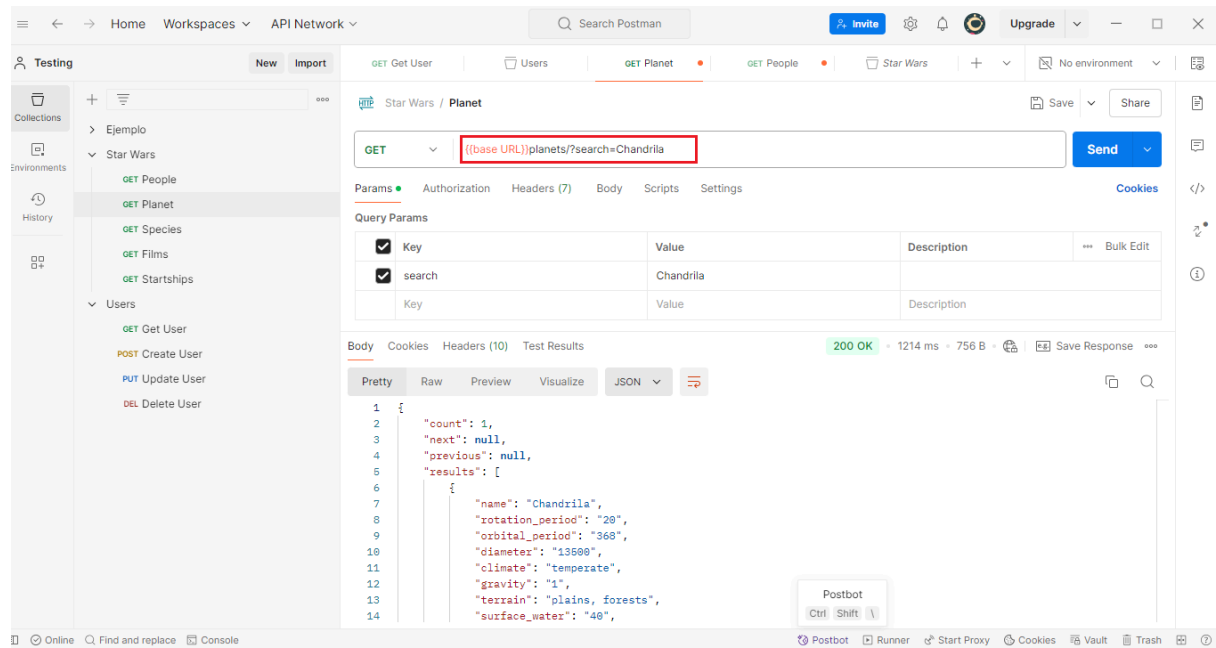 Home Workspaces API Network Search Postman Invite Upgrade
Testing New Import GET Get User Users GET Planet GET People Star Wars No environment
Collections
Environments
History
Ejemplo
Star Wars
GET People
GET Planet
GET Species
GET Films
GET Startships
Users
GET Get User
POST Create User
PUT Update User
DEL Delete User
HTTP Star Wars / Planet Save Share
GET {{base URL}}planets/?search=Chandrila Send
Params Authorization Headers (7) Body Scripts Settings Cookies
Query Params
Key Value Description Bulk Edit
search Chandrila
Key Value Description
Body Cookies Headers (10) Test Results 200 OK 1214 ms 756 B e.g. Save Response
Pretty Raw Preview Visualize JSON
1 {
2 "count": 1,
3 "next": null,
4 "previous": null,
5 "results": [
6 {
7 "name": "Chandrila",
8 "rotation_period": "20",
9 "orbital_period": "368",
10 "diameter": "13500",
11 "climate": "temperate",
12 "gravity": "1",
13 "terrain": "plains, forests",
14 "surface_water": "40",
Postbot
Ctrl Shift \
Online Find and replace Console Postbot Runner Start Proxy Cookies Vault Trash